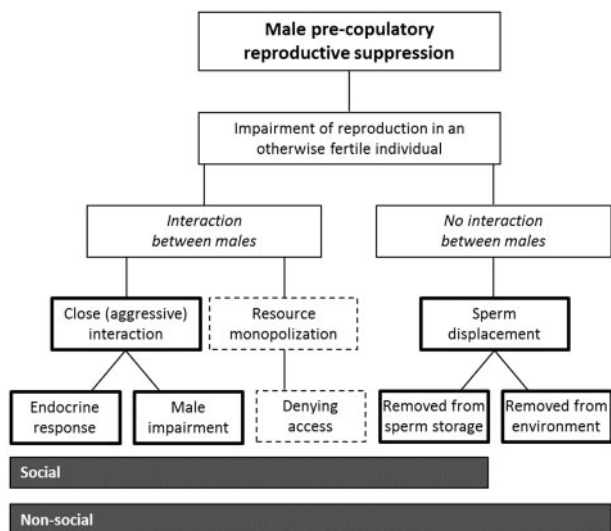 Male pre-copulatory
reproductive suppression
Impairment of reproduction in an
otherwise fertile individual
Interaction
between males
No interaction
between males
Close (aggressive)
interaction
Resource
monopolization
Sperm
displacement
Endocrine
response
Male
impairment
Denying
access
Removed from
sperm storage
Removed from
environment
Social
Non-social